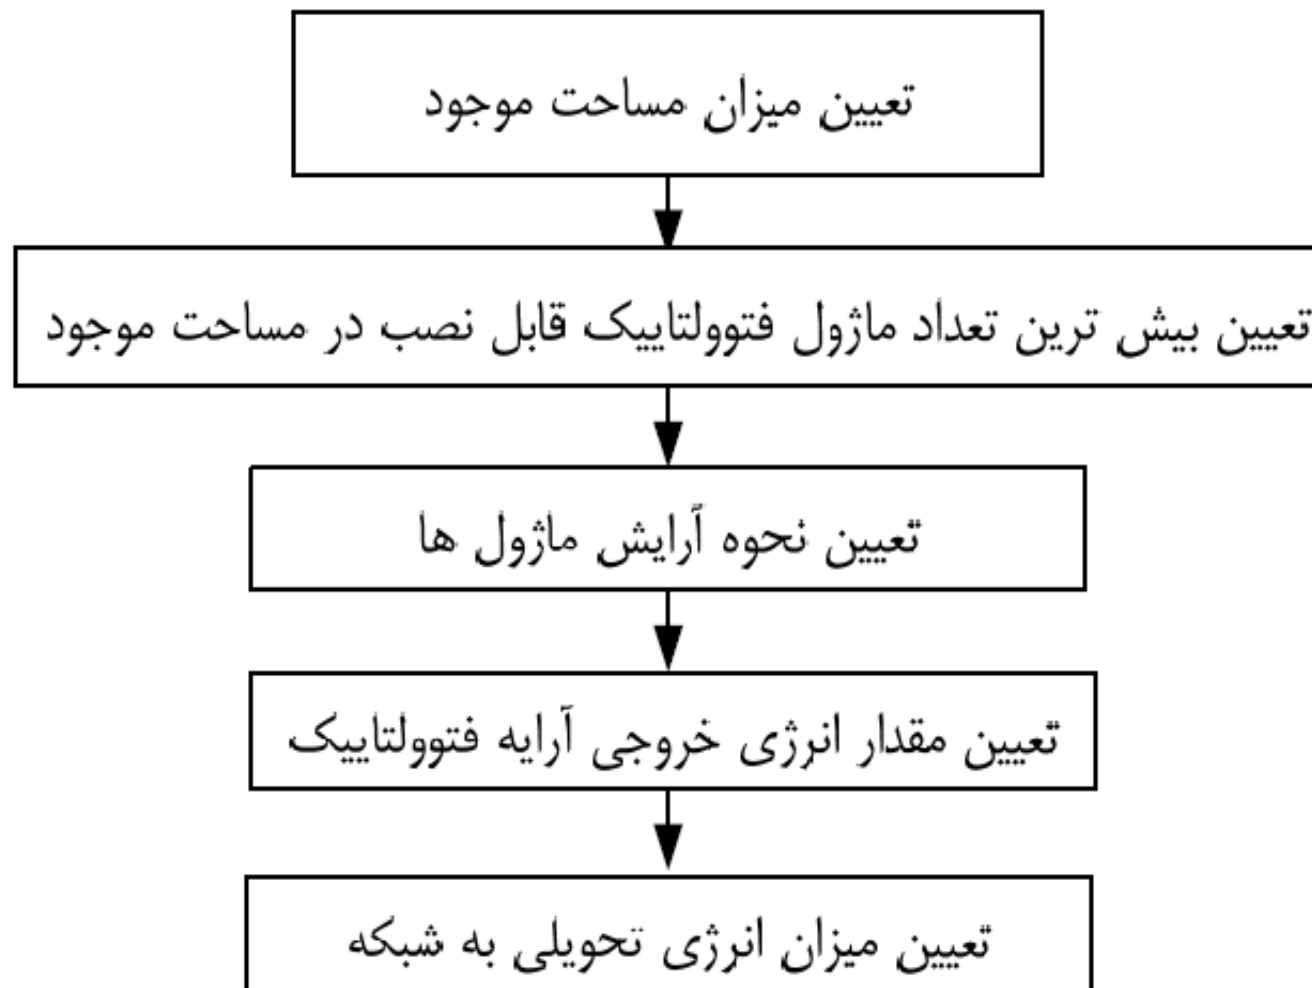 تعیین میزان مساحت موجود
تعیین بیش ترین تعداد ماژول فتوولتاییک قابل نصب در مساحت موجود
تعیین نحوه آرایش ماژول ها
تعیین مقدار انرژی خروجی آرایه فتوولتاییک
تعیین میزان انرژی تحویلی به شبکه